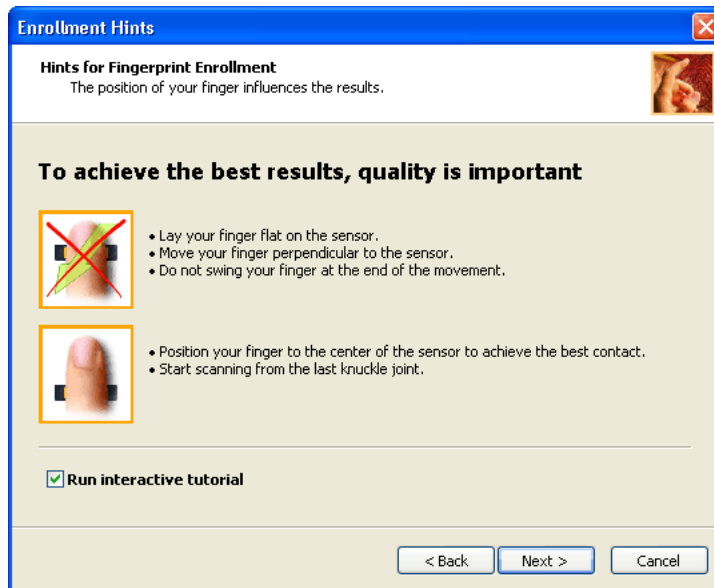 Enrollment Hints
Hints for Fingerprint Enrollment
The position of your finger influences the results.
To achieve the best results, quality is important
• Lay your finger flat on the sensor.
• Move your finger perpendicular to the sensor.
• Do not swing your finger at the end of the movement.
• Position your finger to the center of the sensor to achieve the best contact.
• Start scanning from the last knuckle joint.
Run interactive tutorial
< Back Next > Cancel